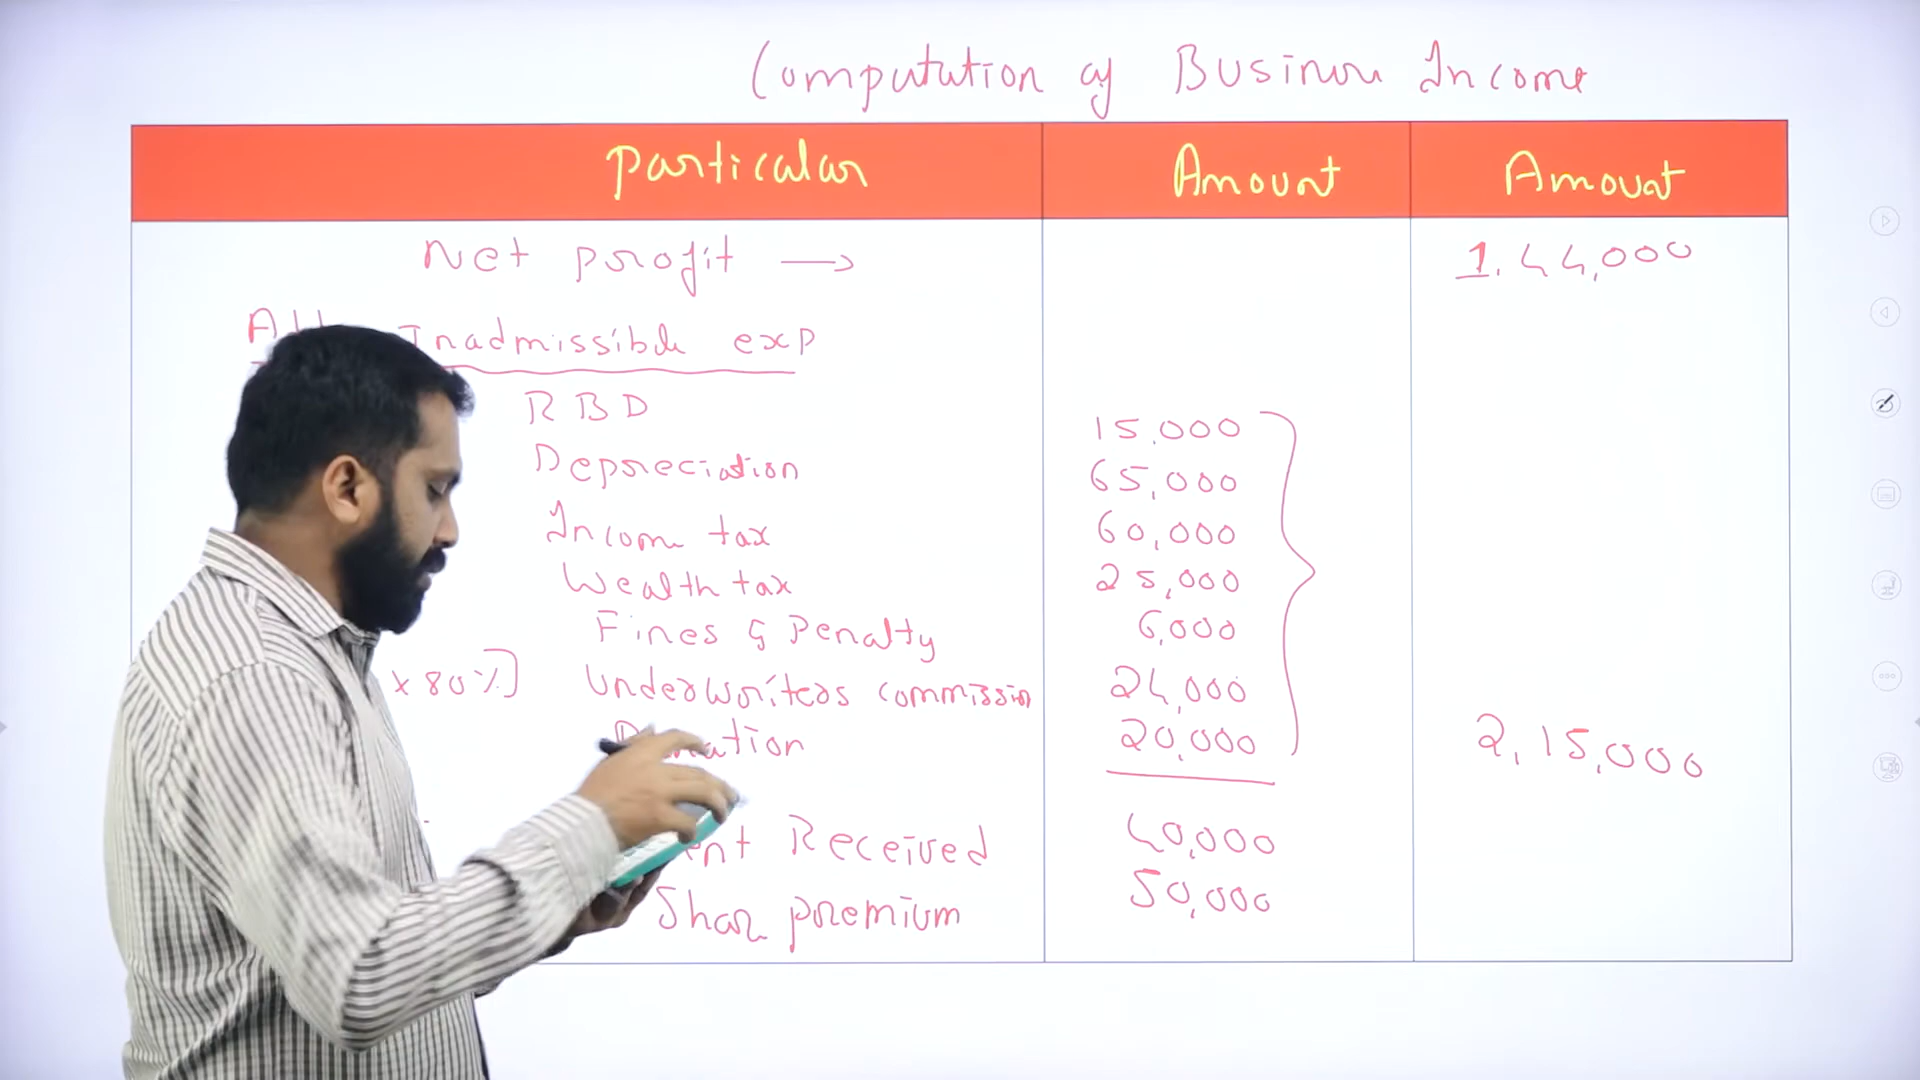 Computation of Business Income
Particular Amount Amount
Net profit → 1,44,000
Inadmissible exp
RBD 15,000
Depreciation 65,000
Income tax 60,000
Wealth tax 25,000
Fines & Penalty 6,000
x 80%] Underwriters commission 24,000
20,000 2,15,000
Received 40,000
Share premium 50,000